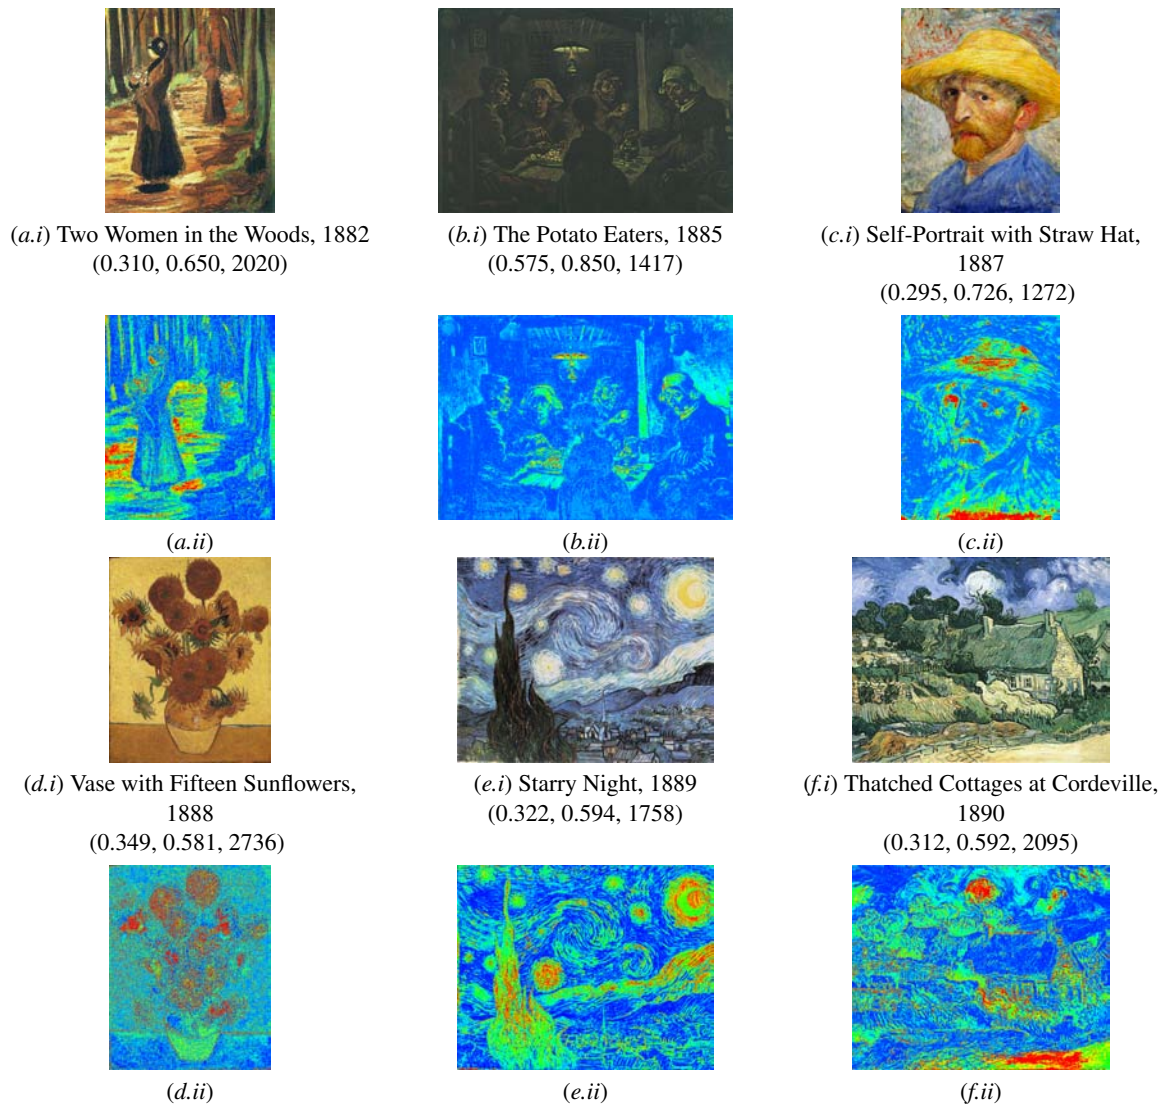 (a.i) Two Women in the Woods, 1882
(0.310, 0.650, 2020)
(b.i) The Potato Eaters, 1885
(0.575, 0.850, 1417)
(c.i) Self-Portrait with Straw Hat,
1887
(0.295, 0.726, 1272)
(a.ii)
(b.ii)
(c.ii)
(d.i) Vase with Fifteen Sunflowers,
1888
(0.349, 0.581, 2736)
(e.i) Starry Night, 1889
(0.322, 0.594, 1758)
(f.i) Thatched Cottages at Cordeville,
1890
(0.312, 0.592, 2095)
(d.ii)
(e.ii)
(f.ii)